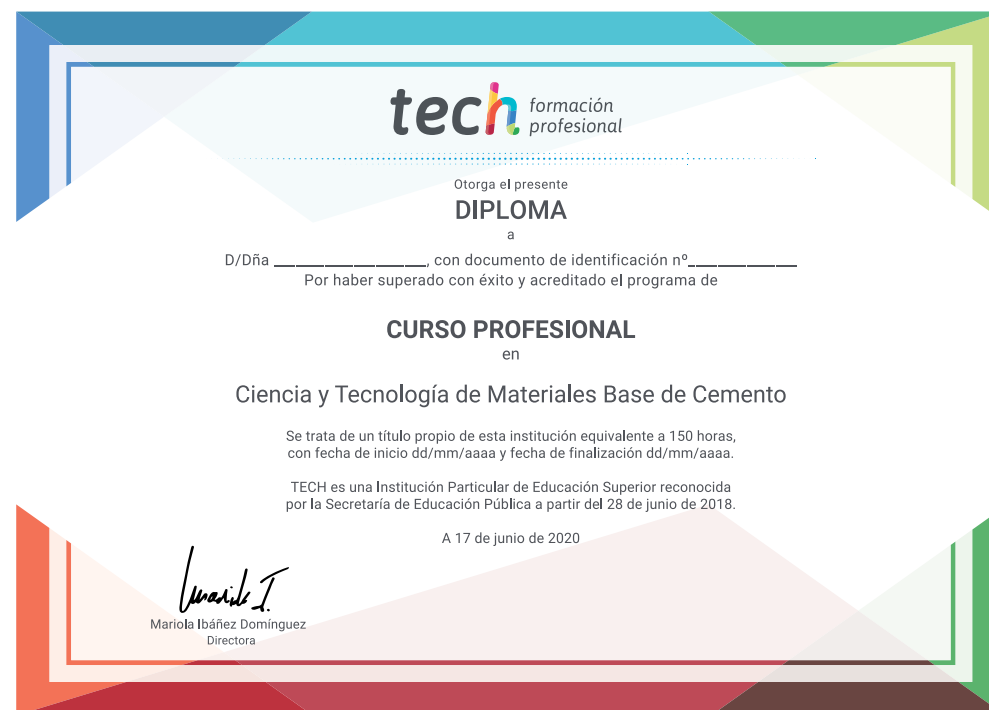 tech formación
profesional
Otorga el presente
DIPLOMA
a
D/Dña ______________, con documento de identificación nº__________
Por haber superado con éxito y acreditado el programa de
CURSO PROFESIONAL
en
Ciencia y Tecnología de Materiales Base de Cemento
Se trata de un título propio de esta institución equivalente a 150 horas,
con fecha de inicio dd/mm/aaaa y fecha de finalización dd/mm/aaaa.
TECH es una Institución Particular de Educación Superior reconocida
por la Secretaría de Educación Pública a partir del 28 de junio de 2018.
A 17 de junio de 2020
Mariola Ibáñez Domínguez
Directora